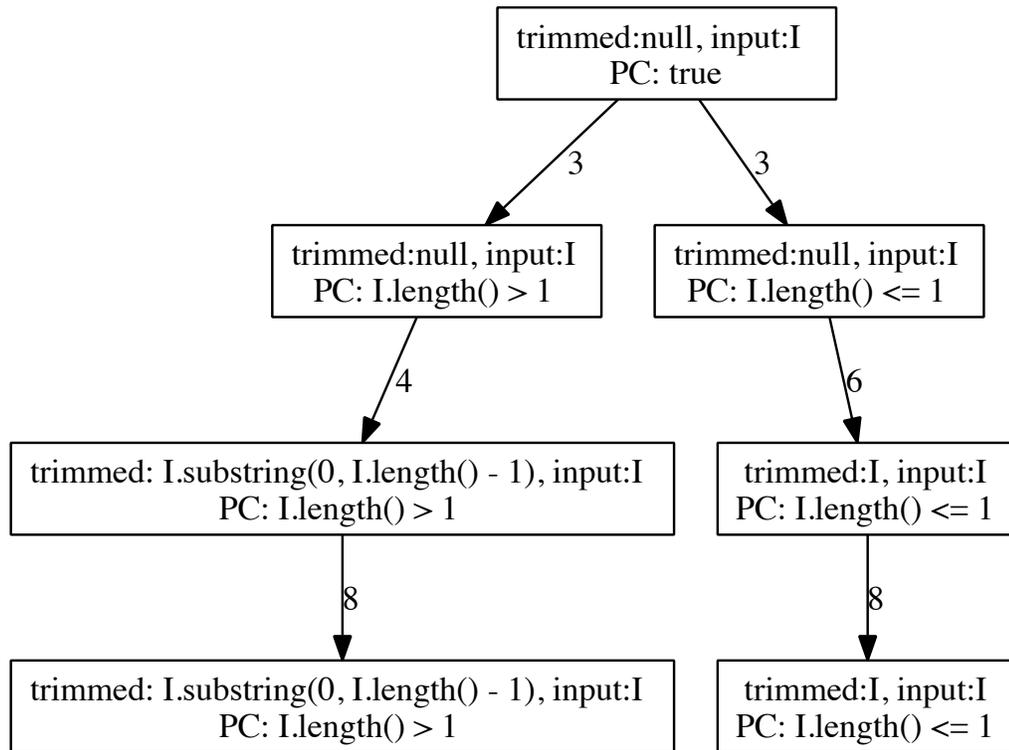 trimmed:null, input:I
PC: true
3
3
trimmed:null, input:I
PC: I.length() > 1
trimmed:null, input:I
PC: I.length() <= 1
4
6
trimmed: I.substring(0, I.length() - 1), input:I
PC: I.length() > 1
trimmed:I, input:I
PC: I.length() <= 1
8
8
trimmed: I.substring(0, I.length() - 1), input:I
PC: I.length() > 1
trimmed:I, input:I
PC: I.length() <= 1